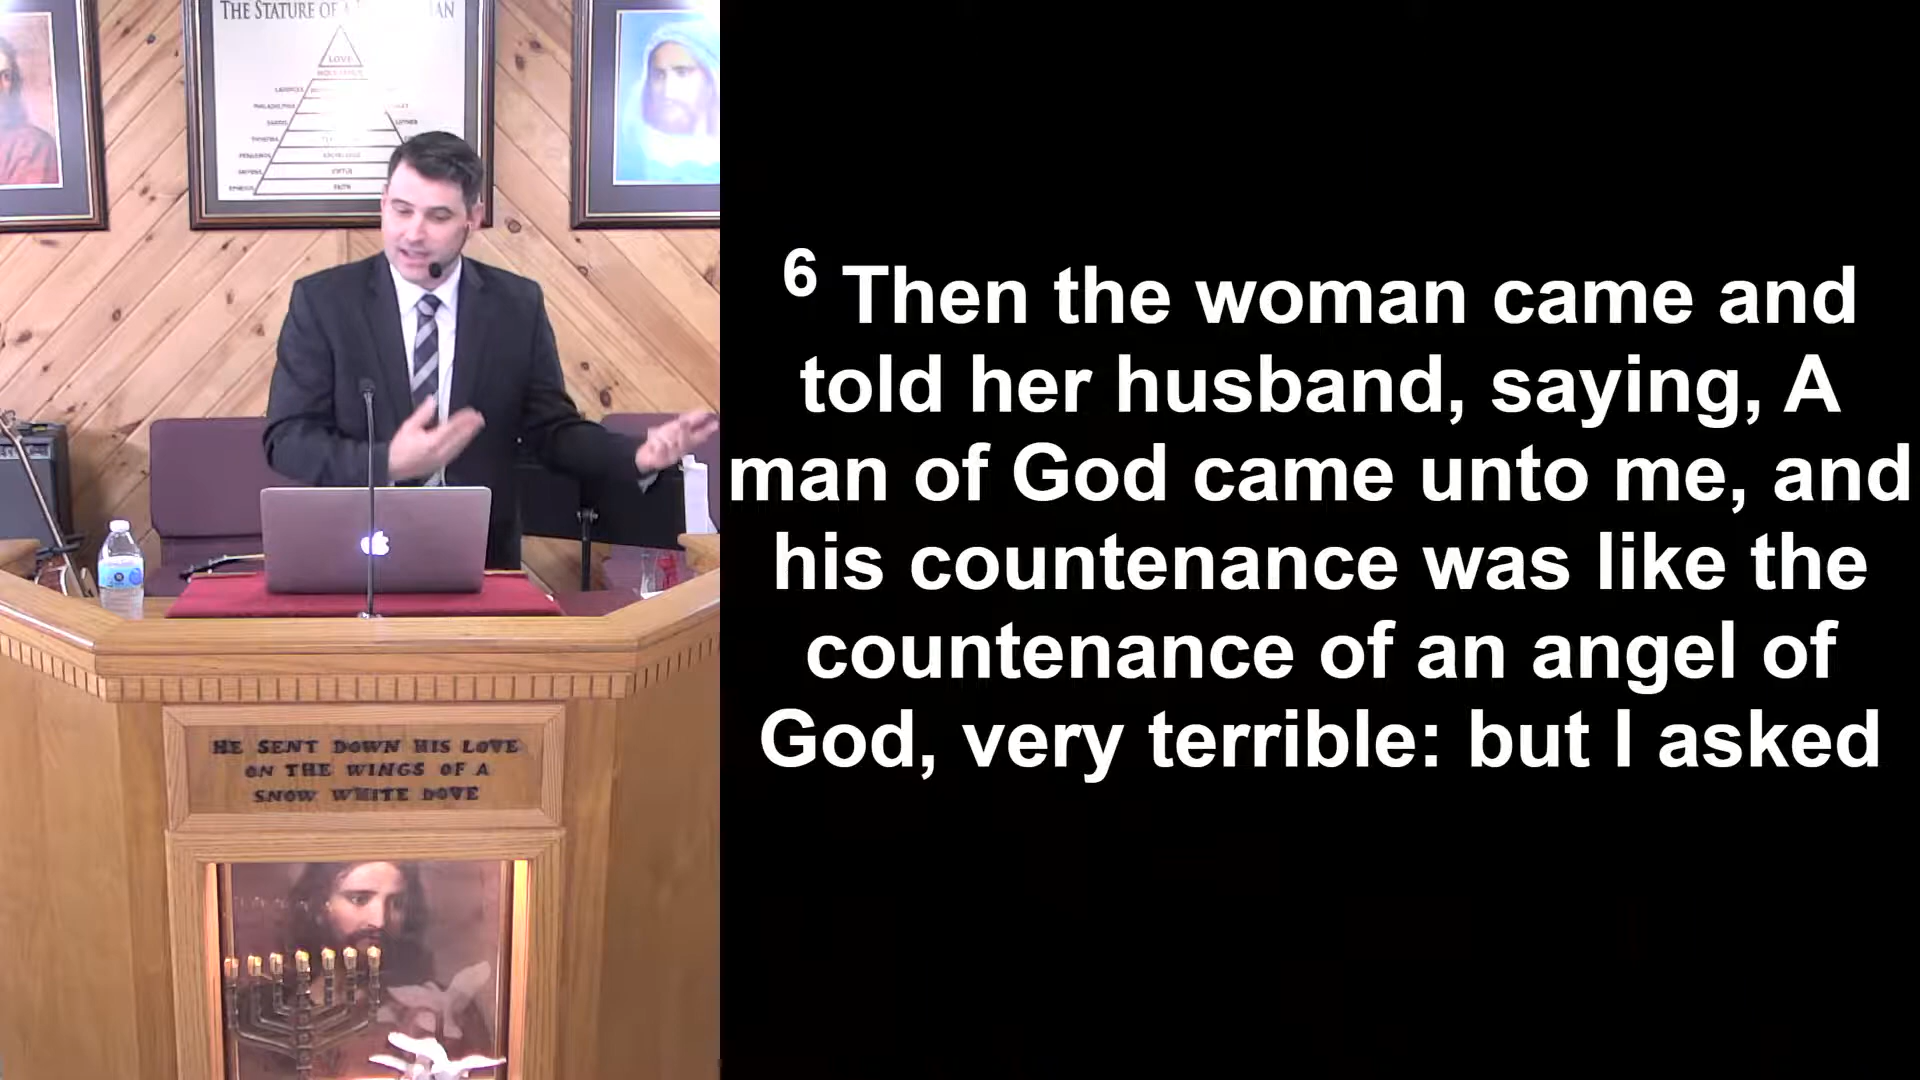 THE STATURE OF A
AN
LOVE
FAITH
6 Then the woman came and
told her husband, saying, A
man of God came unto me, and
his countenance was like the
countenance of an angel of
God, very terrible: but I asked
HE SENT DOWN HIS LOVE
ON THE WINGS OF A
SNOW WHITE DOVE